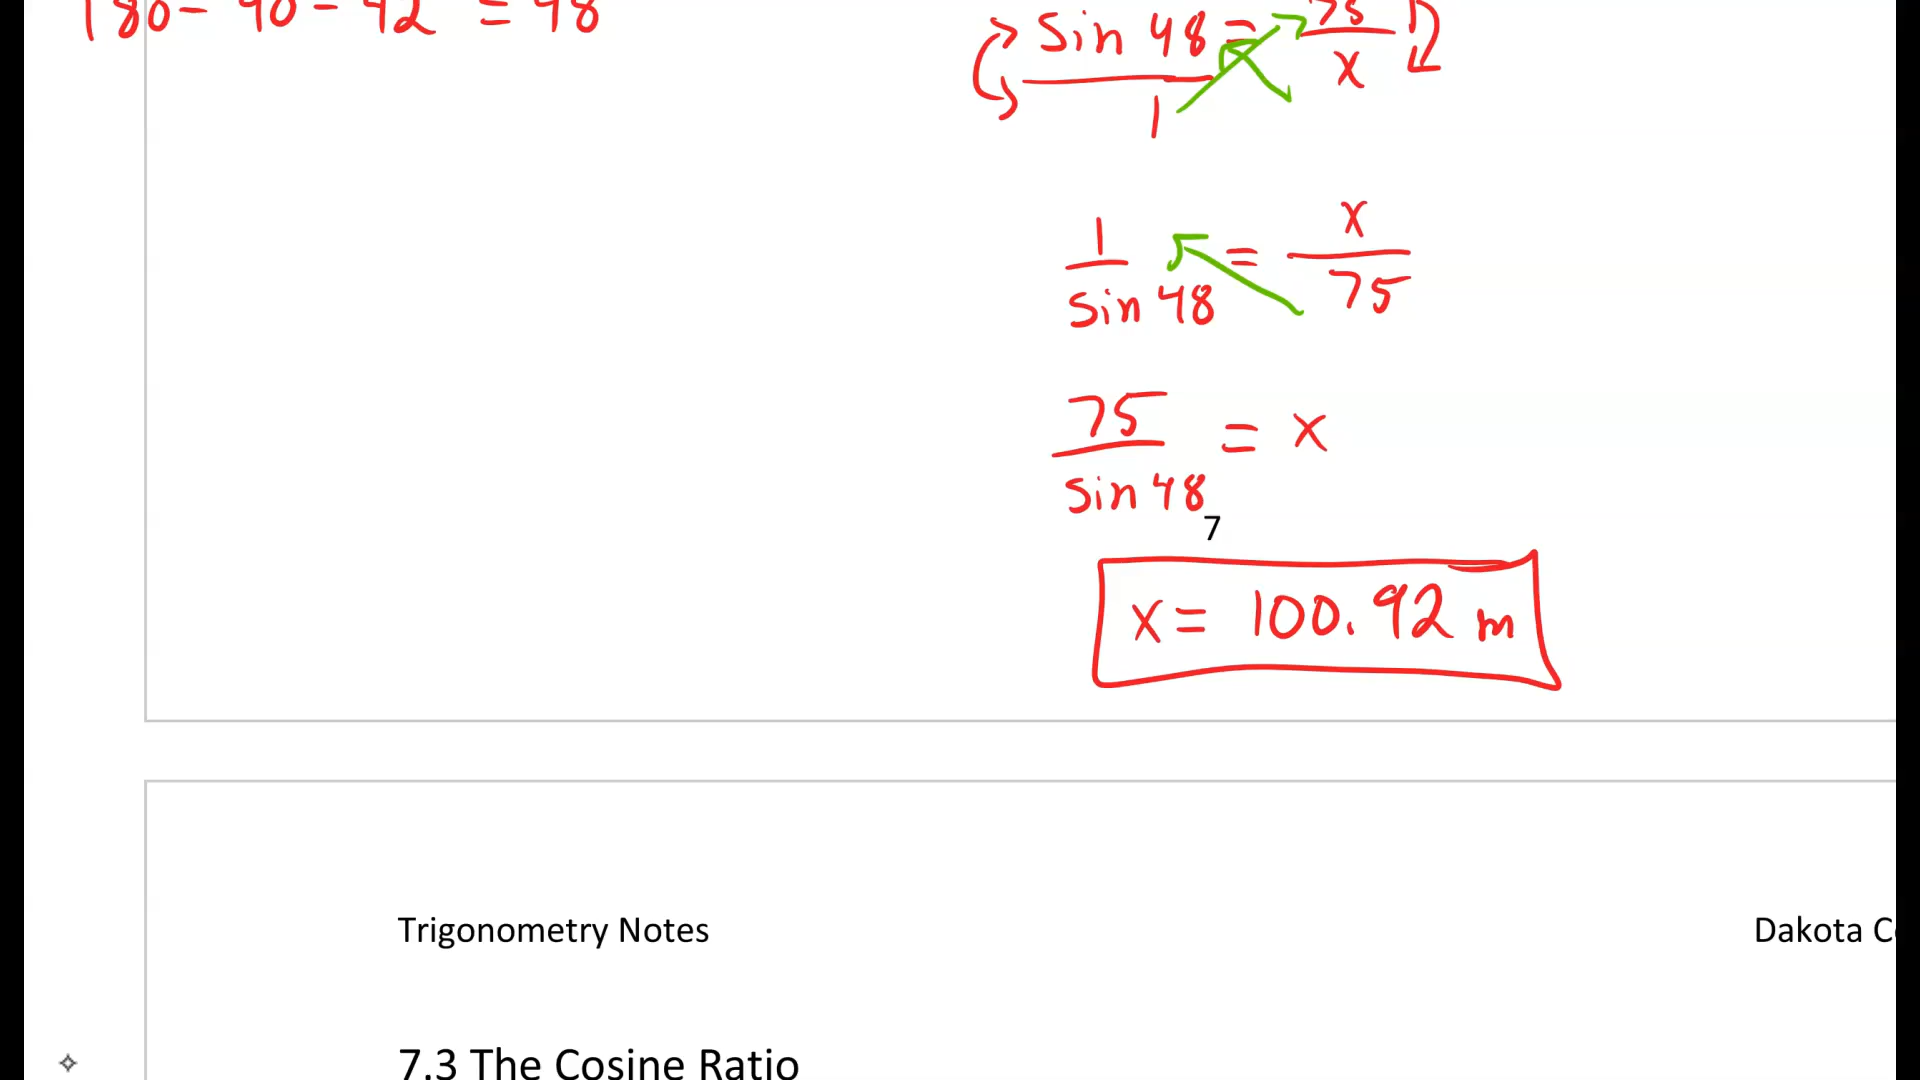 180 - 90 - 42 = 48
sin 48 = 75
1 x
1 = x
sin 48 75
75 = x
sin 48
7
x = 100.92 m
Trigonometry Notes Dakota
7.3 The Cosine Ratio